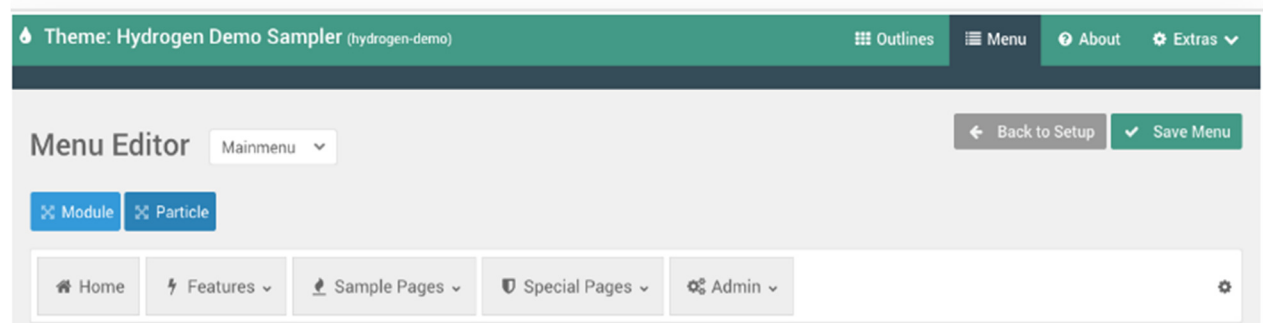 Theme: Hydrogen Demo Sampler (hydrogen-demo) Outlines Menu About Extras
Menu Editor Mainmenu Back to Setup Save Menu
Module Particle
Home Features Sample Pages Special Pages Admin